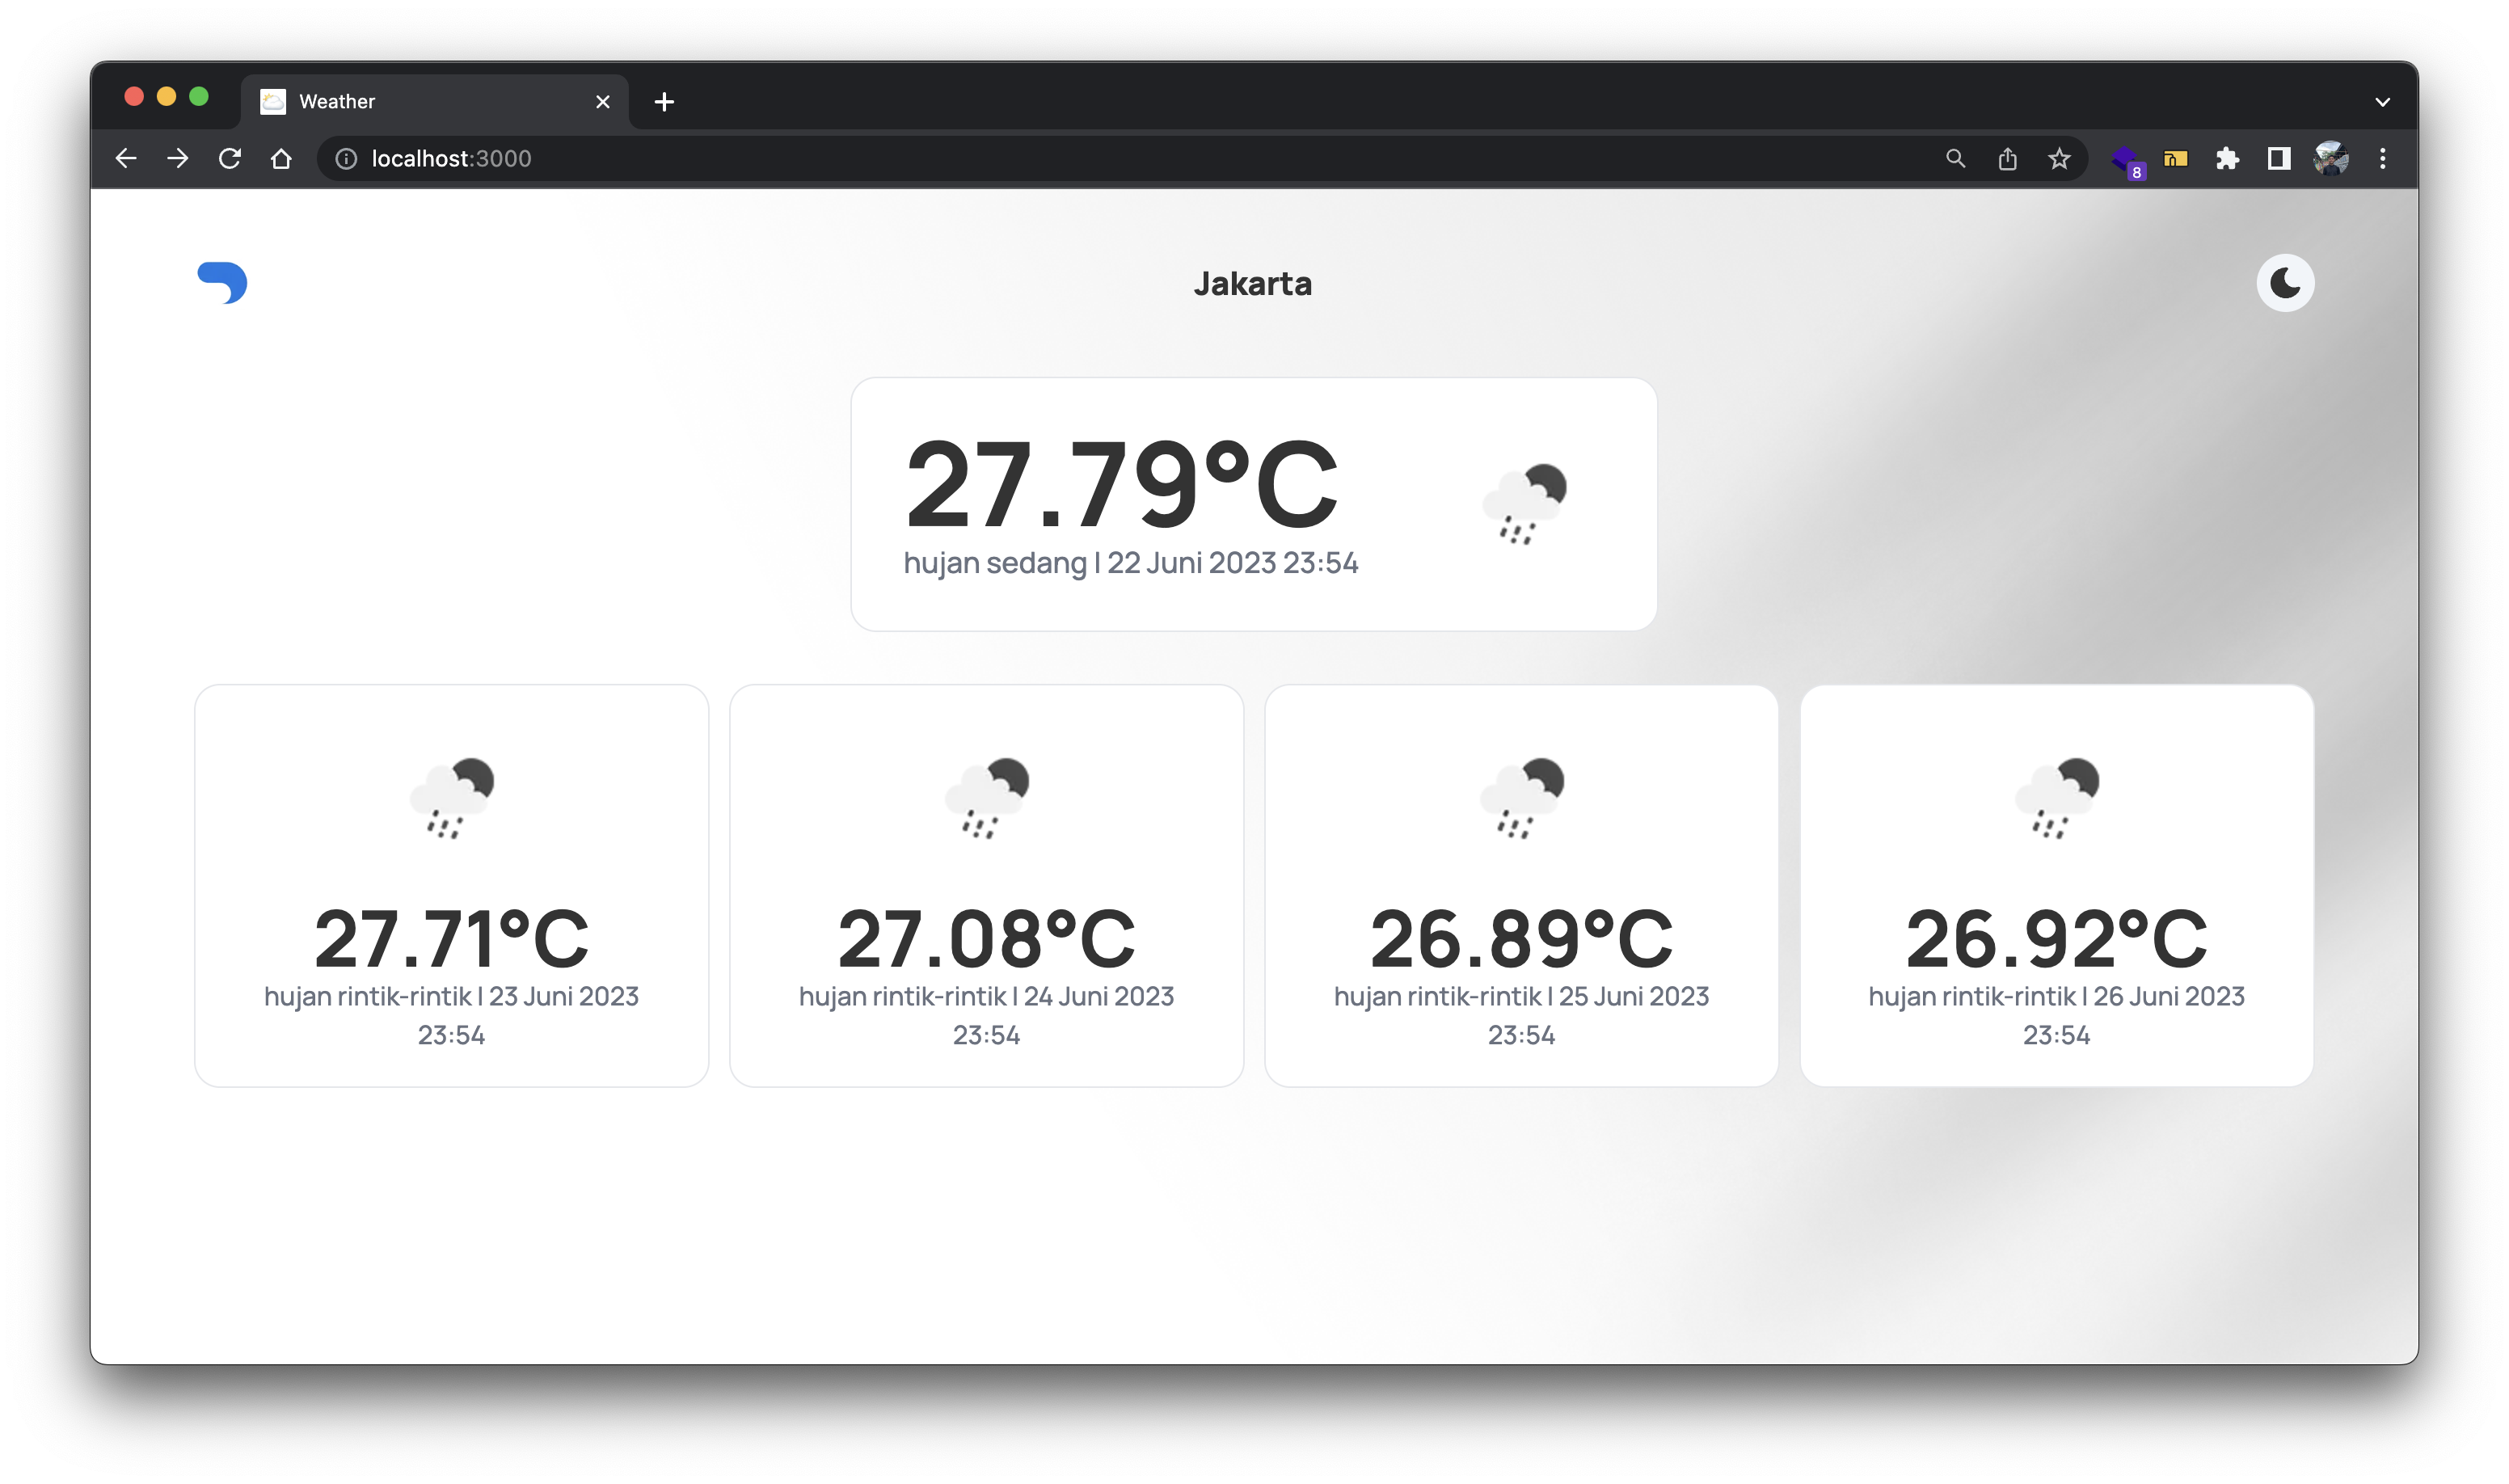 Weather
localhost:3000
8
Jakarta
27.79°C
hujan sedang | 22 Juni 2023 23:54
27.71°C
hujan rintik-rintik | 23 Juni 2023
23:54
27.08°C
hujan rintik-rintik | 24 Juni 2023
23:54
26.89°C
hujan rintik-rintik | 25 Juni 2023
23:54
26.92°C
hujan rintik-rintik | 26 Juni 2023
23:54